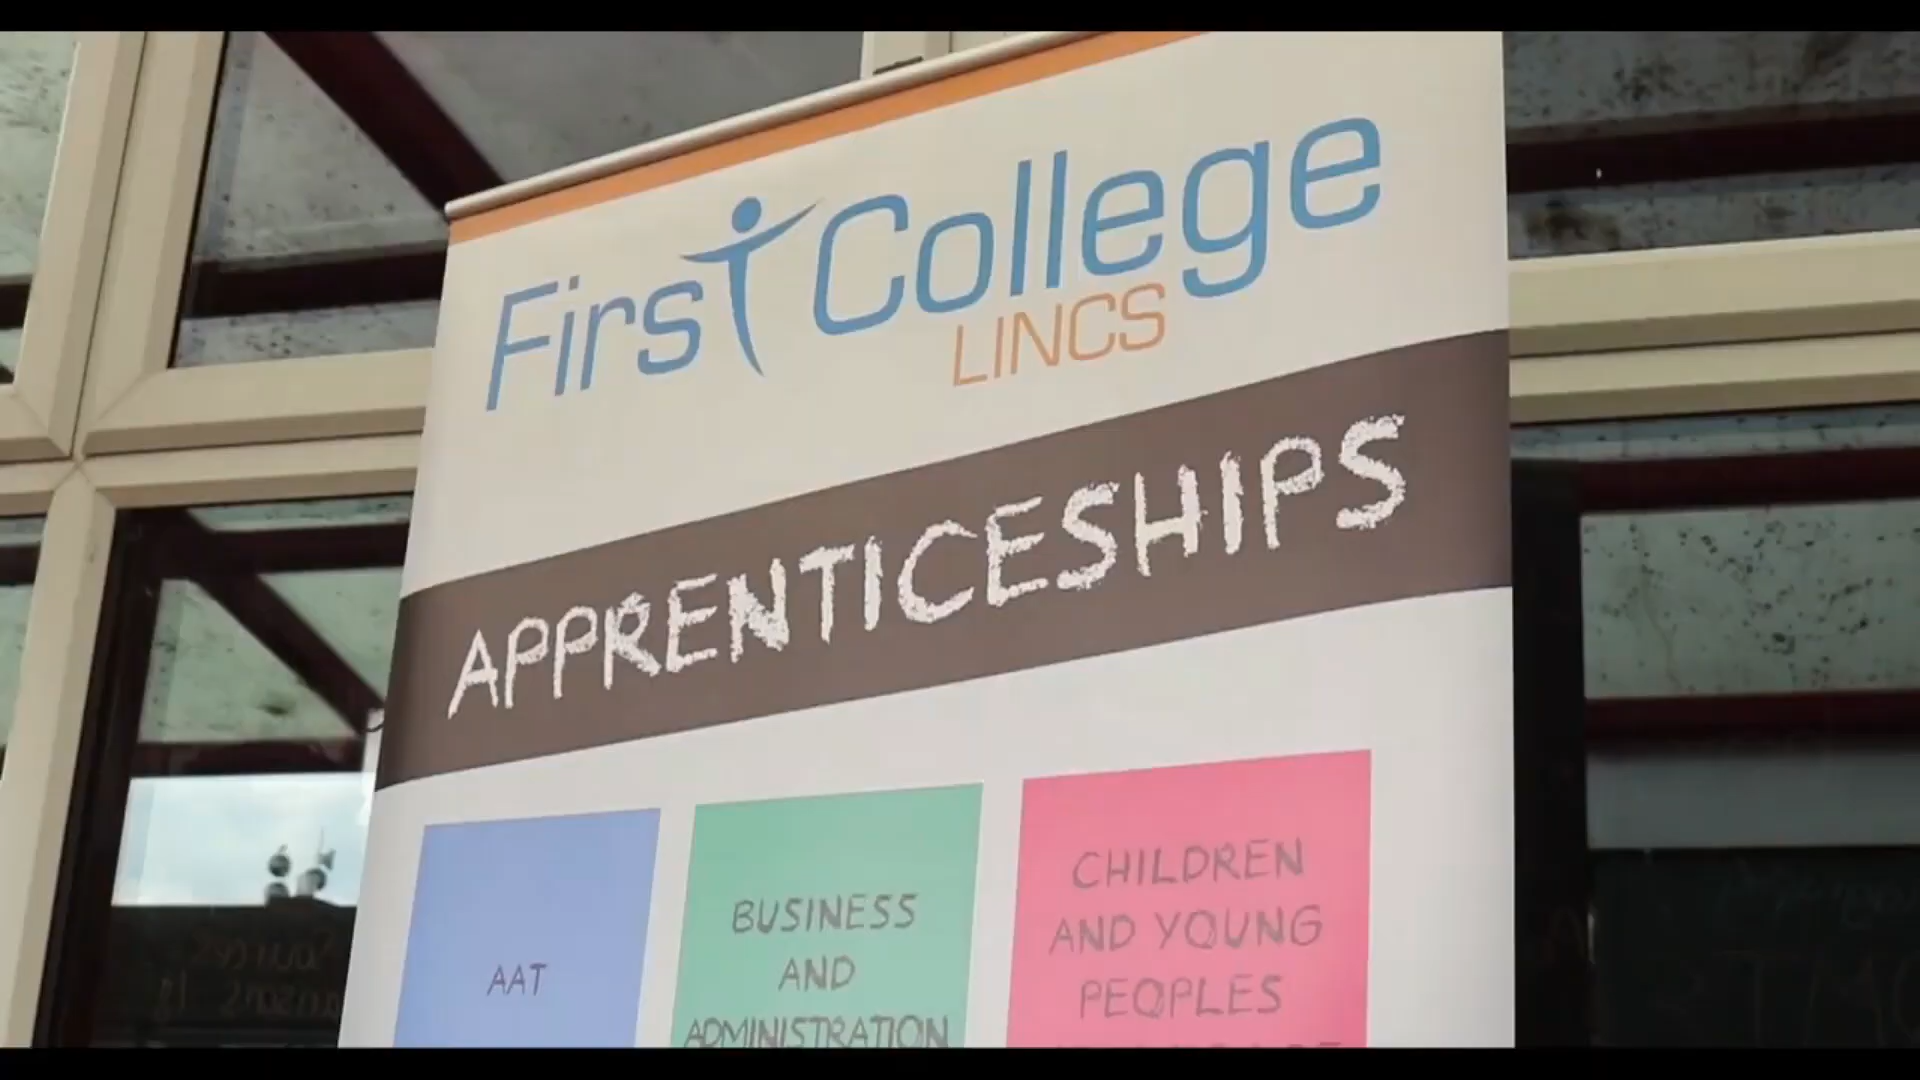 First College
LINCS
APPRENTICESHIPS
AAT
BUSINESS
AND
ADMINISTRATION
CHILDREN
AND YOUNG
PEOPLES